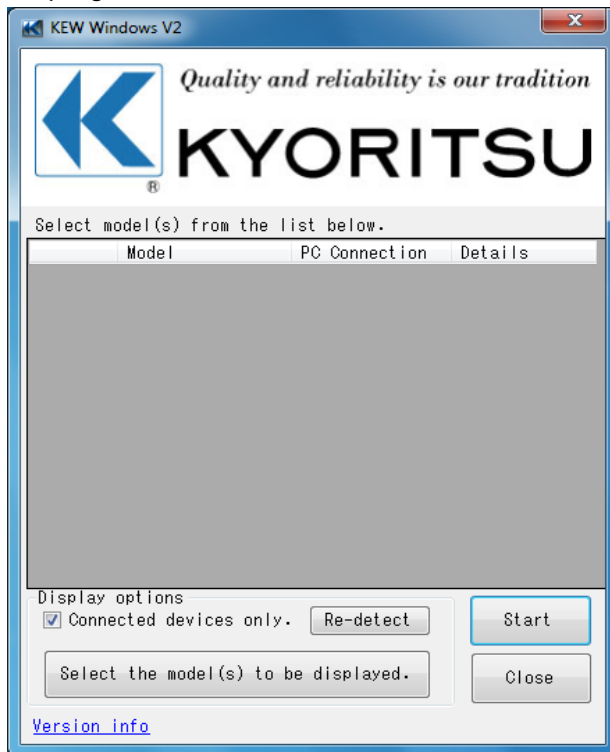 KEW Windows V2
Quality and reliability is our tradition
KYORITSU
®
Select model(s) from the list below.
Model PC Connection Details
Display options
Connected devices only. Re-detect Start
Select the model(s) to be displayed. Close
Version info